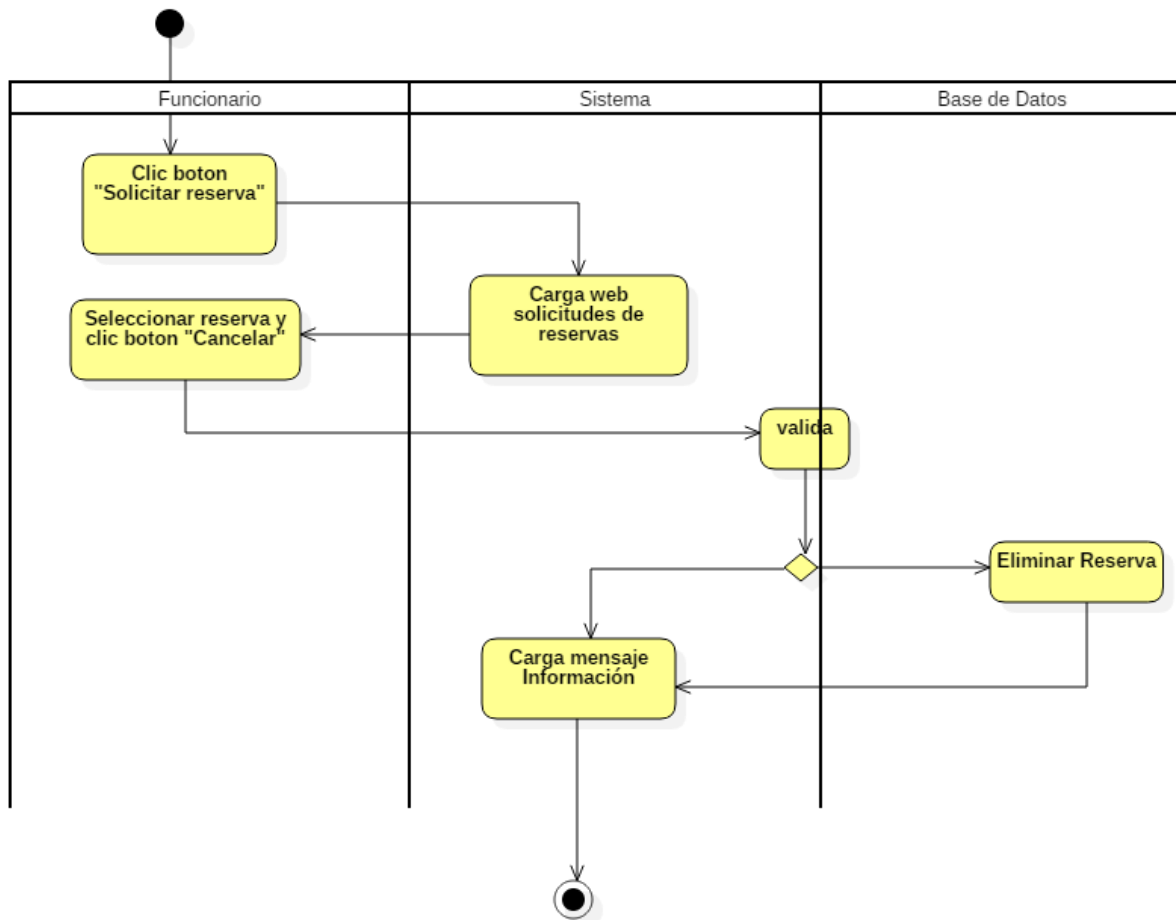 Funcionario
Sistema
Base de Datos
Clic boton
"Solicitar reserva"
Carga web
solicitudes de
reservas
Seleccionar reserva y
clic boton "Cancelar"
valida
Eliminar Reserva
Carga mensaje
Información